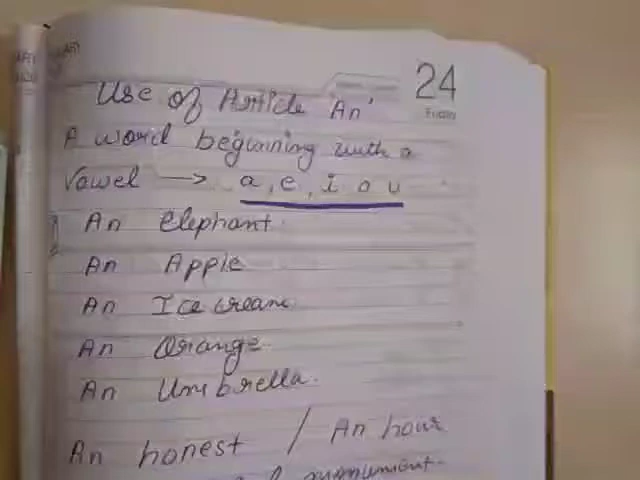 24
Friday
Use of Article 'An'
A word beginning with a
Vowel → a, e, i o u
An elephant
An Apple
An Ice cream
An Orange
An Umbrella.
An honest / An hour
monument.